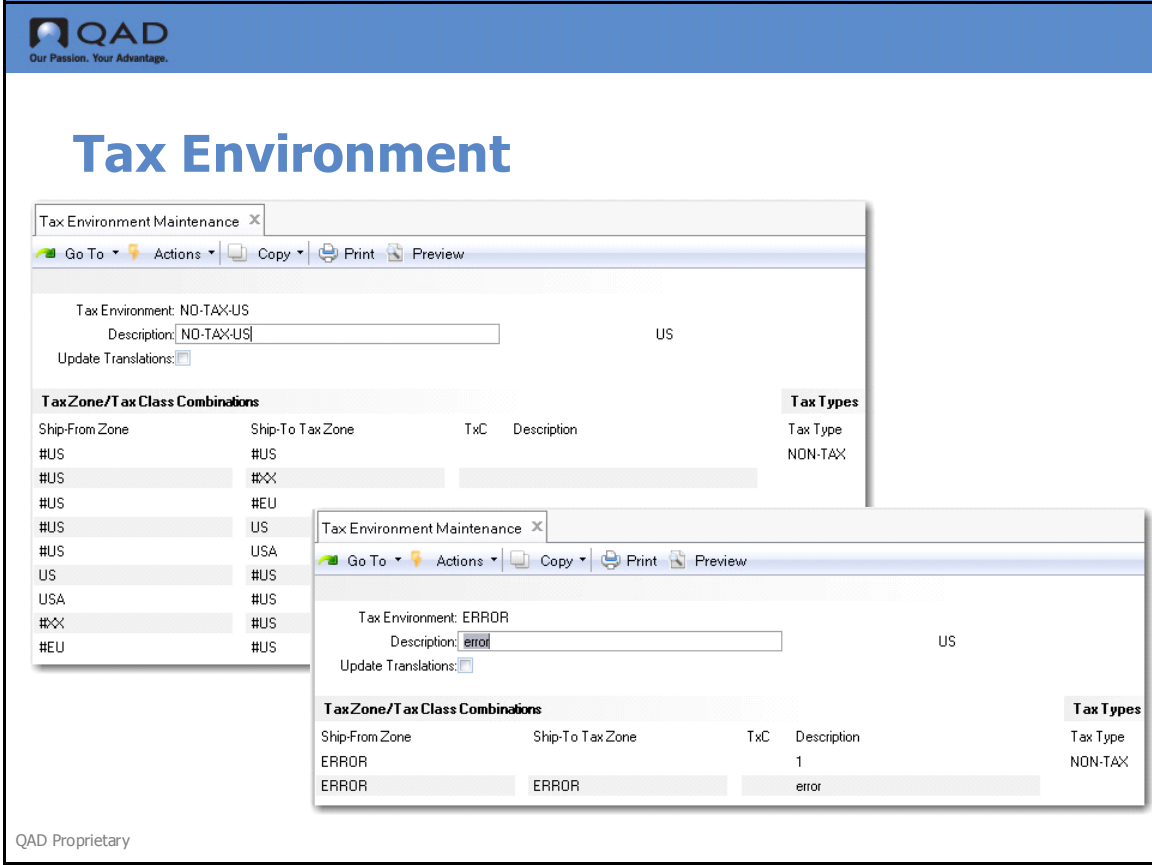 QAD
Our Passion. Your Advantage.
Tax Environment
Tax Environment Maintenance X
Go To Actions Copy Print Preview
Tax Environment: NO-TAX-US
Description: NO-TAX-US US
Update Translations:
Tax Zone/Tax Class Combinations Tax Types
Ship-From Zone Ship-To Tax Zone TxC Description Tax Type
#US #US NON-TAX
#US #XX
#US #EU
#US US
#US USA
US #US
USA #US
#XX #US
#EU #US
Tax Environment Maintenance X
Go To Actions Copy Print Preview
Tax Environment: ERROR
Description: error US
Update Translations:
Tax Zone/Tax Class Combinations Tax Types
Ship-From Zone Ship-To Tax Zone TxC Description Tax Type
ERROR 1 NON-TAX
ERROR ERROR error
QAD Proprietary